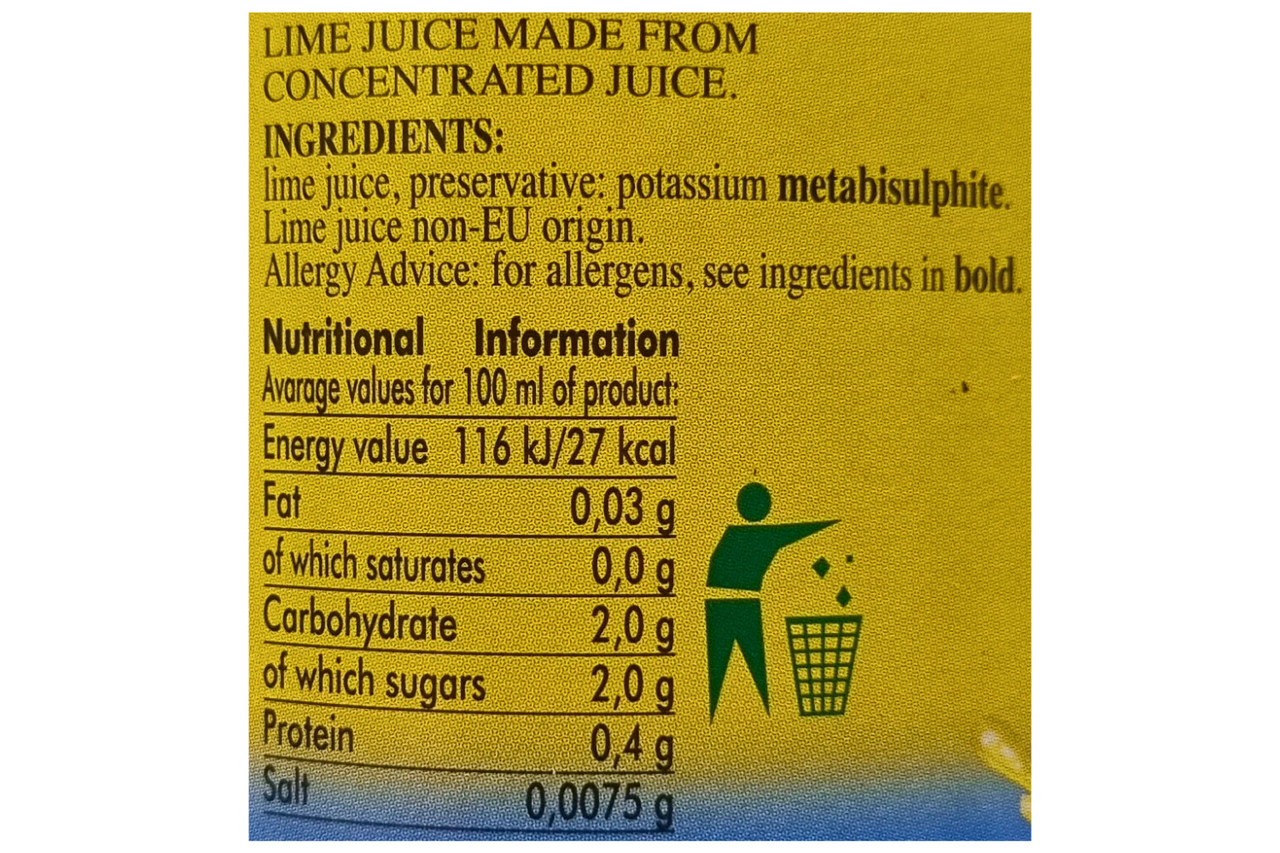 LIME JUICE MADE FROM
CONCENTRATED JUICE.
INGREDIENTS:
lime juice, preservative: potassium metabisulphite.
Lime juice non-EU origin.
Allergy Advice: for allergens, see ingredients in bold.
Nutritional Information
Avarage values for 100 ml of product:
Energy value 116 kJ/27 kcal
Fat 0,03 g
of which saturates 0,0 g
Carbohydrate 2,0 g
of which sugars 2,0 g
Protein 0,4 g
Salt 0,0075 g